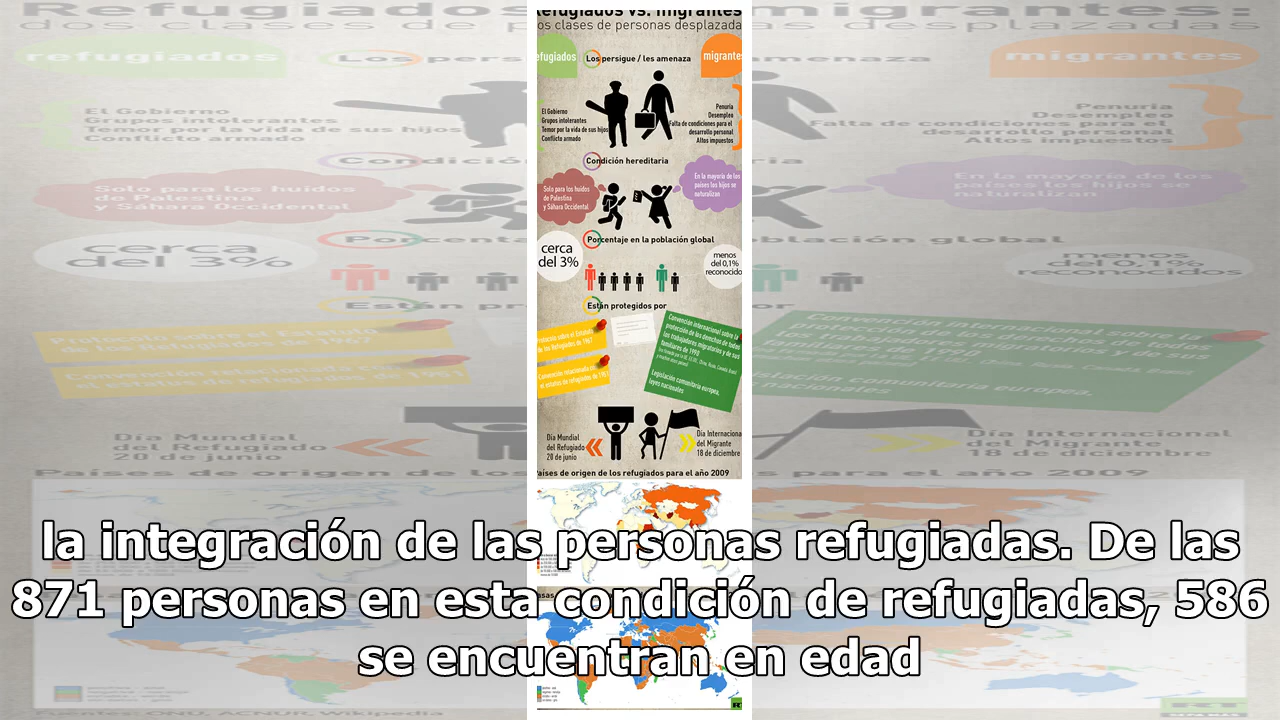 Refugiados vs. migrantes:
dos clases de personas desplazadas
refugiados
Los persigue / les amenaza
migrantes
El Gobierno
Grupos intolerantes
Temor por la vida de sus hijos
Conflicto armado
Penuria
Desempleo
Falta de condiciones para el
desarrollo personal
Altos impuestos
Condición hereditaria
Solo para los huidos
de Palestina
y Sáhara Occidental
En la mayoría de los
países los hijos se
naturalizan
Porcentaje en la población global
cerca
del 3%
menos
del 0,1%
reconocidos
Están protegidos por
Protocolo sobre el Estatuto
de los Refugiados de 1967
Convención relacionada con
el estatus de refugiados de 1951
Convención internacional sobre la
protección de los derechos de todos
los trabajadores migratorios y de sus
familiares de 1990
Legislación comunitaria europea,
leyes nacionales
Día Mundial
del Refugiado
20 de junio
Día Internacional
del Migrante
18 de diciembre
Países de origen de los refugiados para el año 2009
la integración de las personas refugiadas. De las
871 personas en esta condición de refugiadas, 586
se encuentran en edad
Fuentes: ONU, ACNUR, Wikipedia
RT